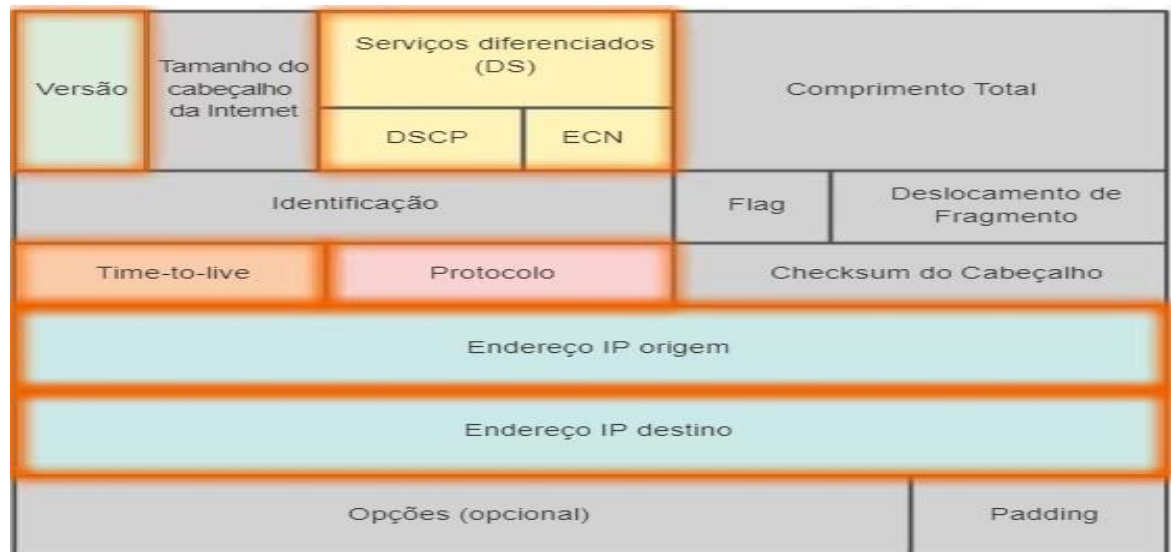 Versão
Tamanho do
cabeçalho
da Internet
Serviços diferenciados
(DS)
DSCP
ECN
Comprimento Total
Identificação
Flag
Deslocamento de
Fragmento
Time-to-live
Protocolo
Checksum do Cabeçalho
Endereço IP origem
Endereço IP destino
Opções (opcional)
Padding